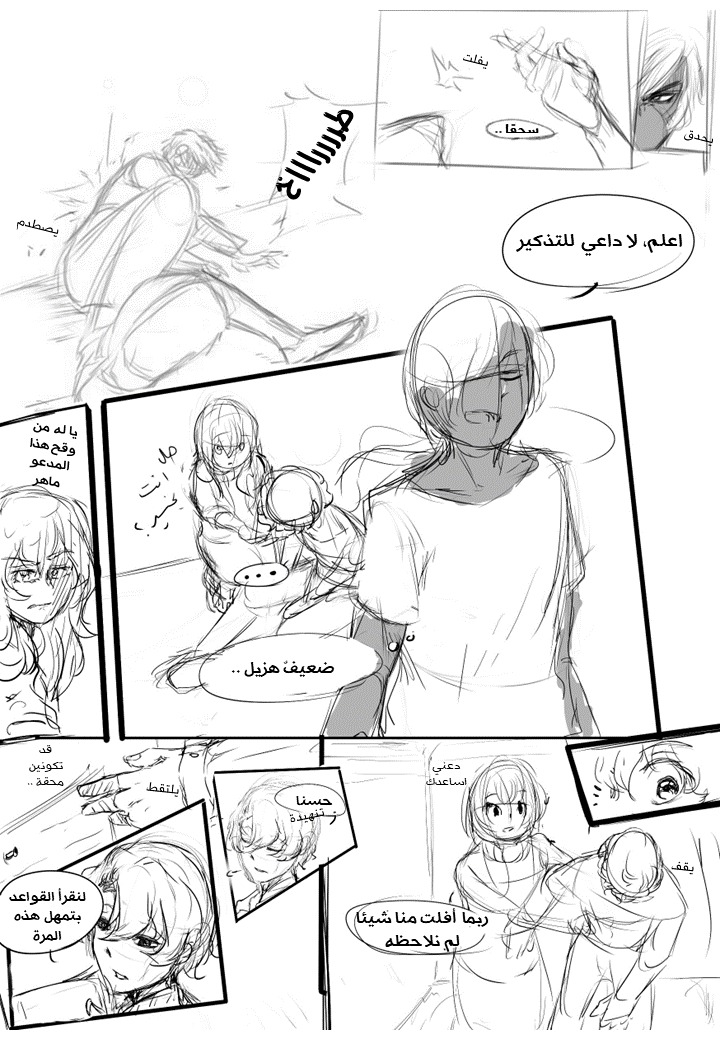 يحدق
يفلت
سحقا ..
طررررااااخ
يصطدم
اعلم، لا داعي للتذكير
هل انت بخير
ضعيفٌ هزيل ..
يا له من
وقح هذا
المدعو
ماهر
دعني
اساعدك
يقف
ربما أفلت منا شيئا
لم نلاحظه
حسنا
تنهيدة
يلتقط
قد
تكونين
محقة ..
لنقرأ القواعد
بتمهل هذه
المرة